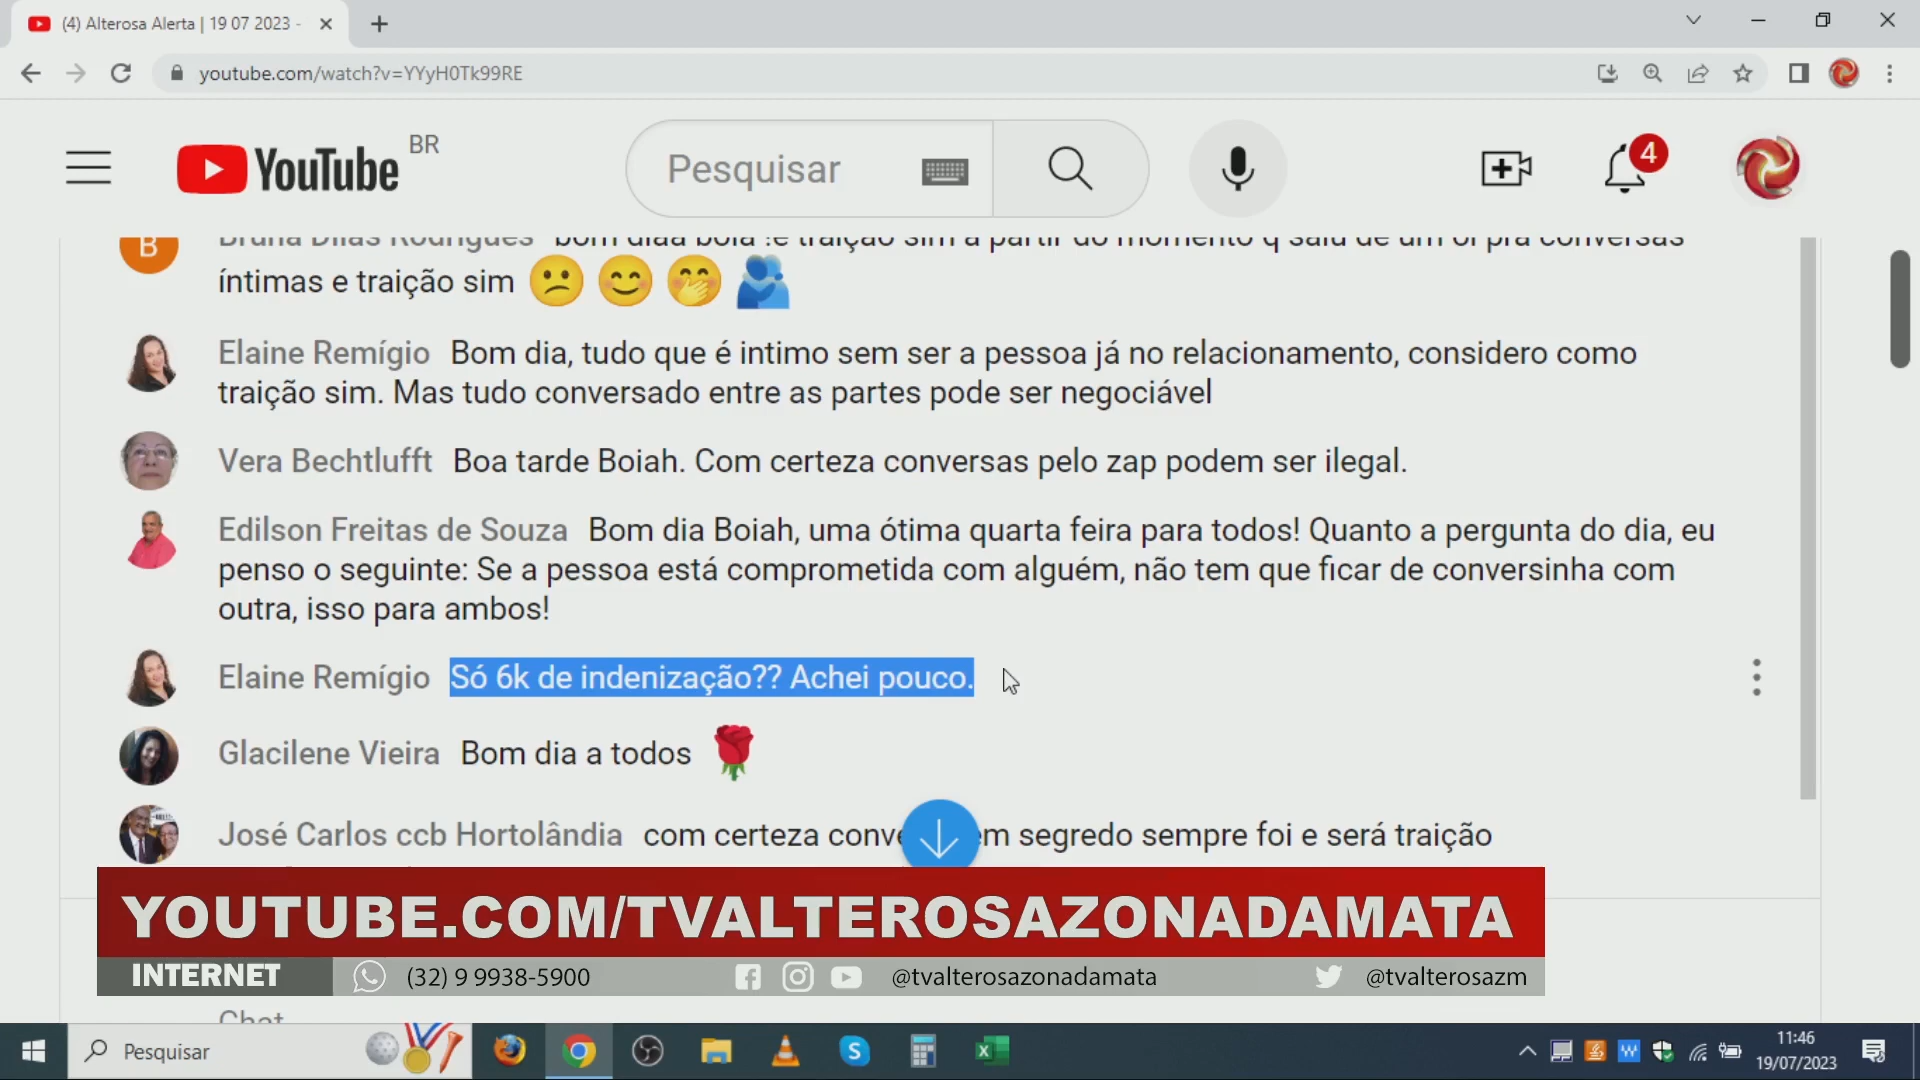 (4) Alterosa Alerta | 19 07 2023 -
youtube.com/watch?v=YYyH0Tk99RE
YouTube BR
Pesquisar
4
B
Bruna Dilas Rodrigues bom diaa boia !é traição sim a partir do momento q saiu de um oi pra conversas
íntimas e traição sim
Elaine Remígio Bom dia, tudo que é intimo sem ser a pessoa já no relacionamento, considero como
traição sim. Mas tudo conversado entre as partes pode ser negociável
Vera Bechtlufft Boa tarde Boiah. Com certeza conversas pelo zap podem ser ilegal.
Edilson Freitas de Souza Bom dia Boiah, uma ótima quarta feira para todos! Quanto a pergunta do dia, eu
penso o seguinte: Se a pessoa está comprometida com alguém, não tem que ficar de conversinha com
outra, isso para ambos!
Elaine Remígio Só 6k de indenização?? Achei pouco.
Glacilene Vieira Bom dia a todos
José Carlos ccb Hortolândia com certeza conve em segredo sempre foi e será traição
YOUTUBE.COM/TVALTEROSAZONADAMATA
INTERNET (32) 9 9938-5900 @tvalterosazonadamata @tvalterosazm
Chat
Pesquisar
11:46
19/07/2023